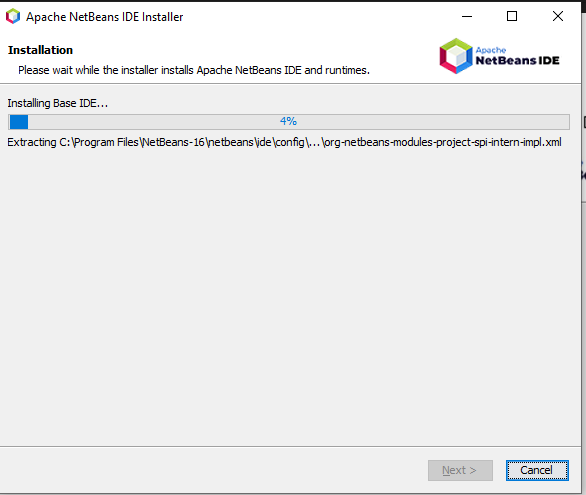 Apache NetBeans IDE Installer
Installation
Please wait while the installer installs Apache NetBeans IDE and runtimes.
Apache
NetBeans IDE
Installing Base IDE...
4%
Extracting C:\Program Files\NetBeans-16\netbeans\ide\config\...\org-netbeans-modules-project-spi-intern-impl.xml
Next >
Cancel